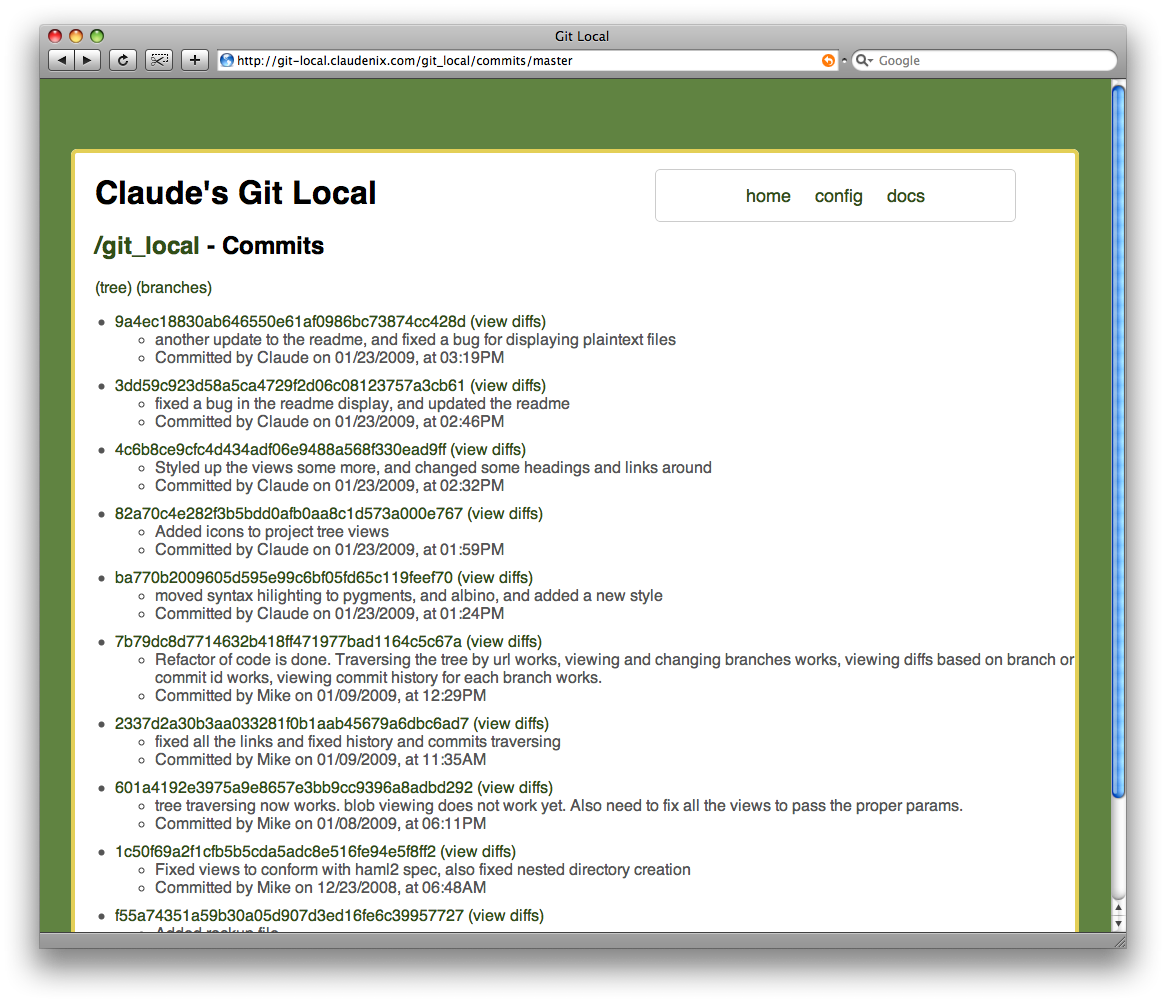 Git Local
http://git-local.claudenix.com/git_local/commits/master
Google
Claude's Git Local
home config docs
/git_local - Commits
(tree) (branches)
9a4ec18830ab646550e61af0986bc73874cc428d (view diffs)
another update to the readme, and fixed a bug for displaying plaintext files
Committed by Claude on 01/23/2009, at 03:19PM
3dd59c923d58a5ca4729f2d06c08123757a3cb61 (view diffs)
fixed a bug in the readme display, and updated the readme
Committed by Claude on 01/23/2009, at 02:46PM
4c6b8ce9cfc4d434adf06e9488a568f330ead9ff (view diffs)
Styled up the views some more, and changed some headings and links around
Committed by Claude on 01/23/2009, at 02:32PM
82a70c4e282f3b5bdd0afb0aa8c1d573a000e767 (view diffs)
Added icons to project tree views
Committed by Claude on 01/23/2009, at 01:59PM
ba770b2009605d595e99c6bf05fd65c119feef70 (view diffs)
moved syntax hilighting to pygments, and albino, and added a new style
Committed by Claude on 01/23/2009, at 01:24PM
7b79dc8d7714632b418ff471977bad1164c5c67a (view diffs)
Refactor of code is done. Traversing the tree by url works, viewing and changing branches works, viewing diffs based on branch or
commit id works, viewing commit history for each branch works.
Committed by Mike on 01/09/2009, at 12:29PM
2337d2a30b3aa033281f0b1aab45679a6dbc6ad7 (view diffs)
fixed all the links and fixed history and commits traversing
Committed by Mike on 01/09/2009, at 11:35AM
601a4192e3975a9e8657e3bb9cc9396a8adbd292 (view diffs)
tree traversing now works. blob viewing does not work yet. Also need to fix all the views to pass the proper params.
Committed by Mike on 01/08/2009, at 06:11PM
1c50f69a2f1cfb5b5cda5adc8e516fe94e5f8ff2 (view diffs)
Fixed views to conform with haml2 spec, also fixed nested directory creation
Committed by Mike on 12/23/2008, at 06:48AM
f55a74351a59b30a05d907d3ed16fe6c39957727 (view diffs)
Added rackup file